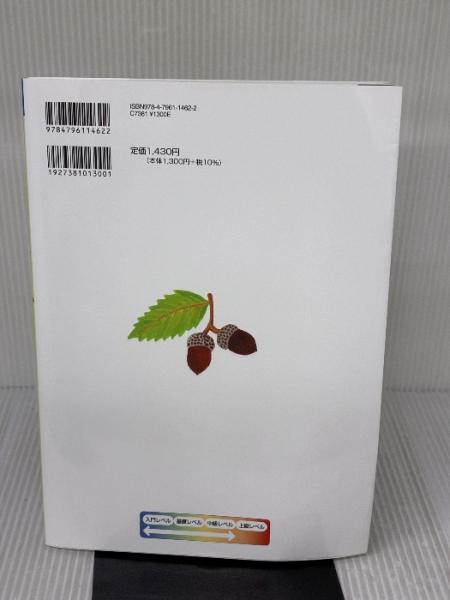 ISBN978-4-7961-1462-2
C7381 ¥1300E
9784796114622
定価1,430円
(本体1,300円+税10%)
1927381013001
入門レベル 基礎レベル 中級レベル 上級レベル